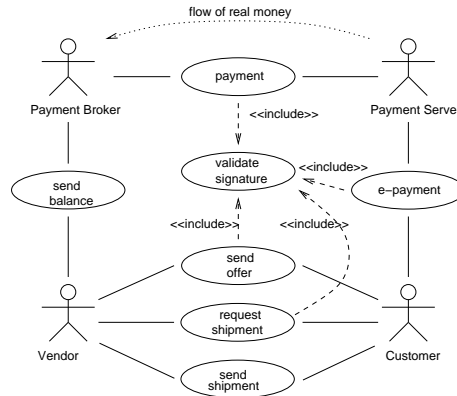 flow of real money
payment
Payment Broker
Payment Serve
<<include>>
validate
signature
<<include>>
send
balance
e-payment
<<include>>
<<include>>
send
offer
request
shipment
Vendor
Customer
send
shipment